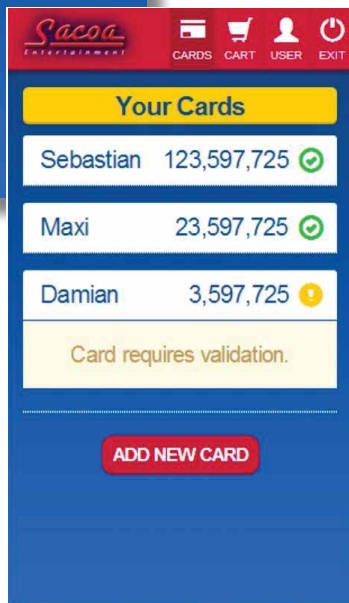 Sacoa
Entertainment
CARDS CART USER EXIT
Your Cards
Sebastian 123,597,725
Maxi 23,597,725
Damian 3,597,725
Card requires validation.
ADD NEW CARD